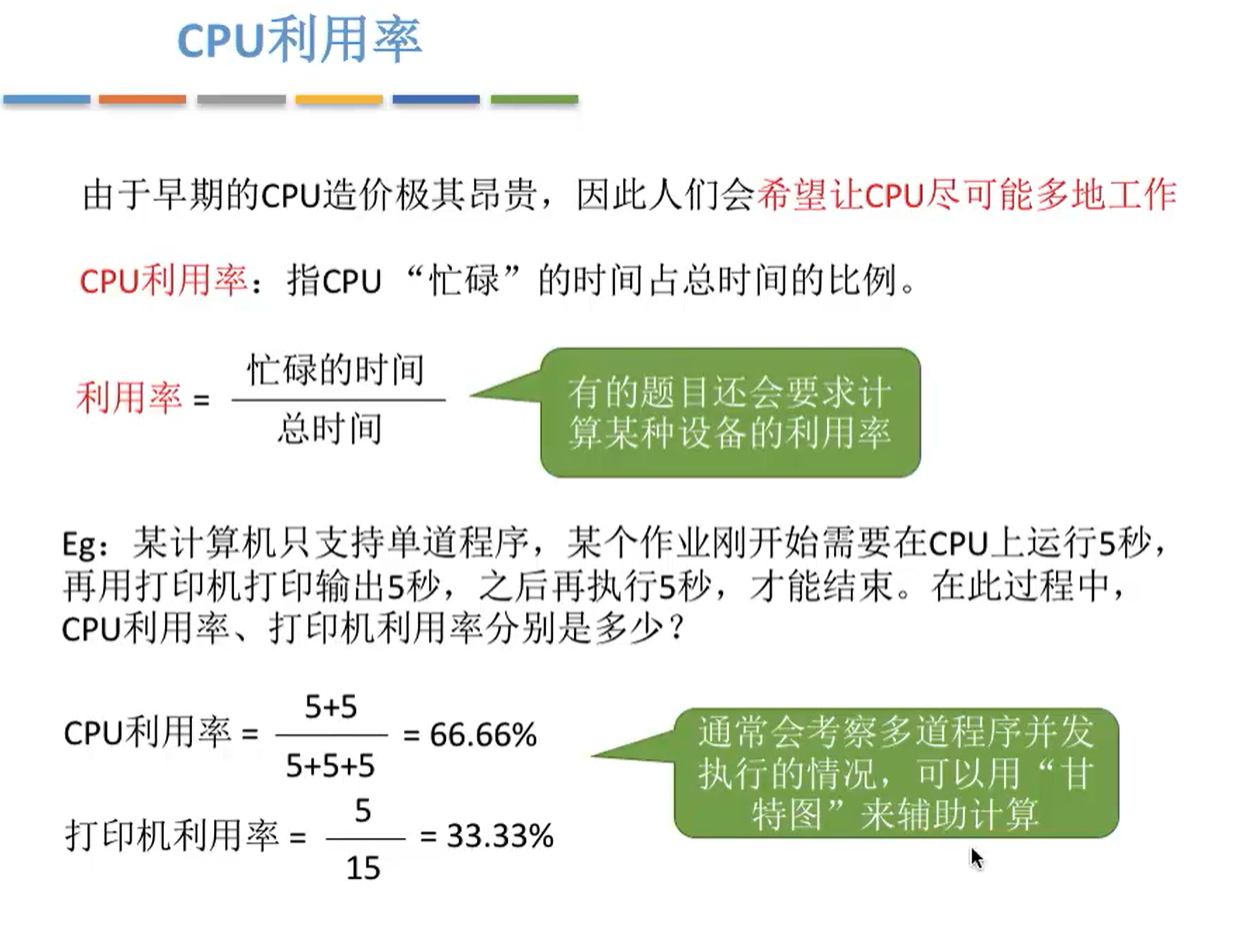 CPU利用率
由于早期的CPU造价极其昂贵，因此人们会希望让CPU尽可能多地工作
CPU利用率：指CPU “忙碌”的时间占总时间的比例。
忙碌的时间
利用率 =
总时间
有的题目还会要求计
算某种设备的利用率
Eg：某计算机只支持单道程序，某个作业刚开始需要在CPU上运行5秒，
再用打印机打印输出5秒，之后再执行5秒，才能结束。在此过程中，
CPU利用率、打印机利用率分别是多少？
5+5
CPU利用率 = = 66.66%
5+5+5
通常会考察多道程序并发
执行的情况，可以用“甘
特图”来辅助计算
5
打印机利用率 = = 33.33%
15